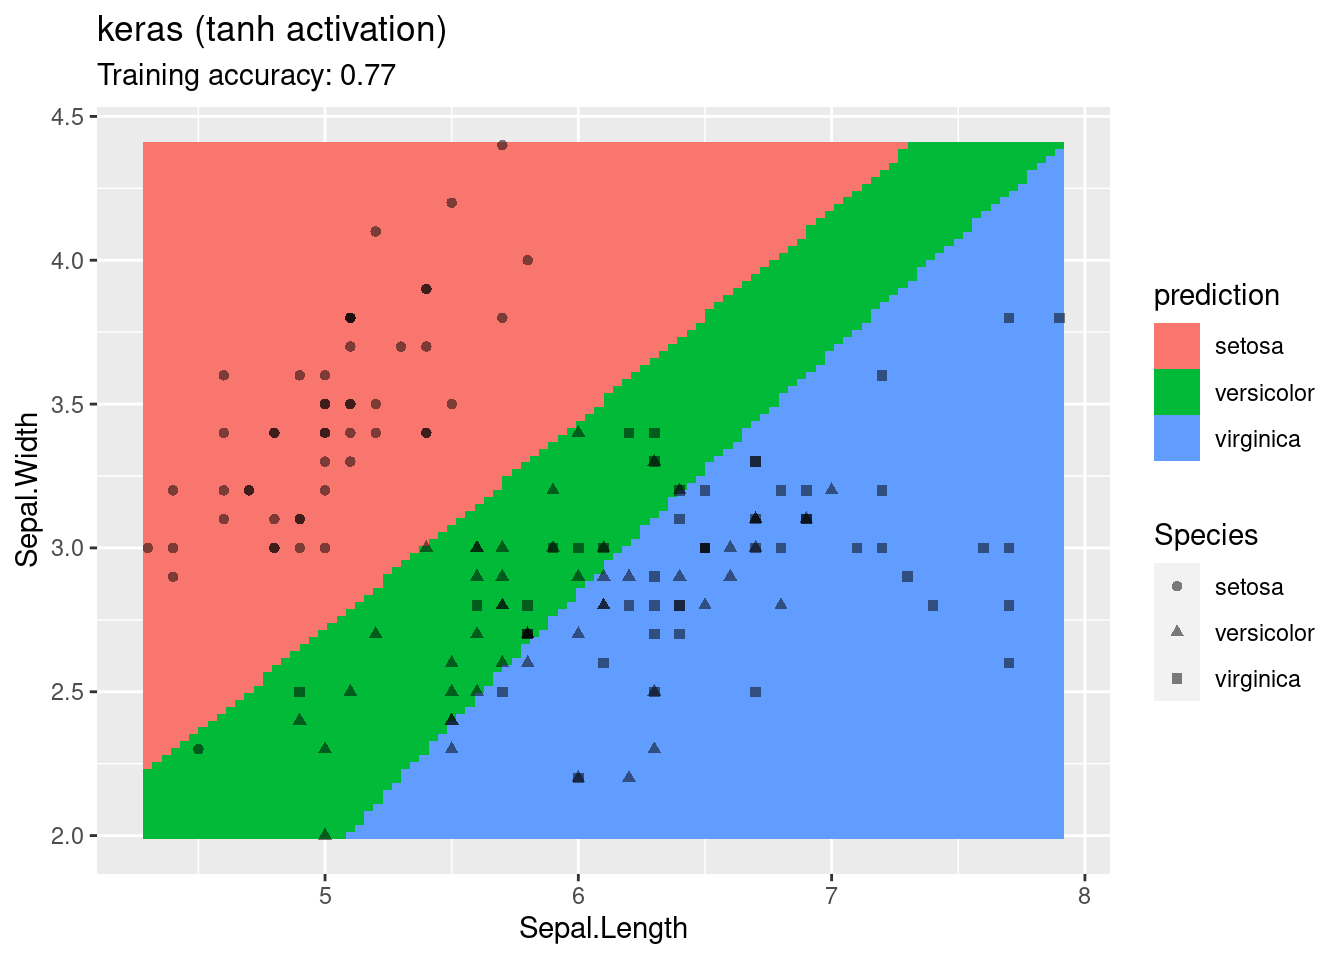 keras (tanh activation)
Training accuracy: 0.77
4.5
4.0
3.5
3.0
2.5
2.0
Sepal.Width
5
6
7
8
Sepal.Length
prediction
setosa
versicolor
virginica
Species
setosa
versicolor
virginica